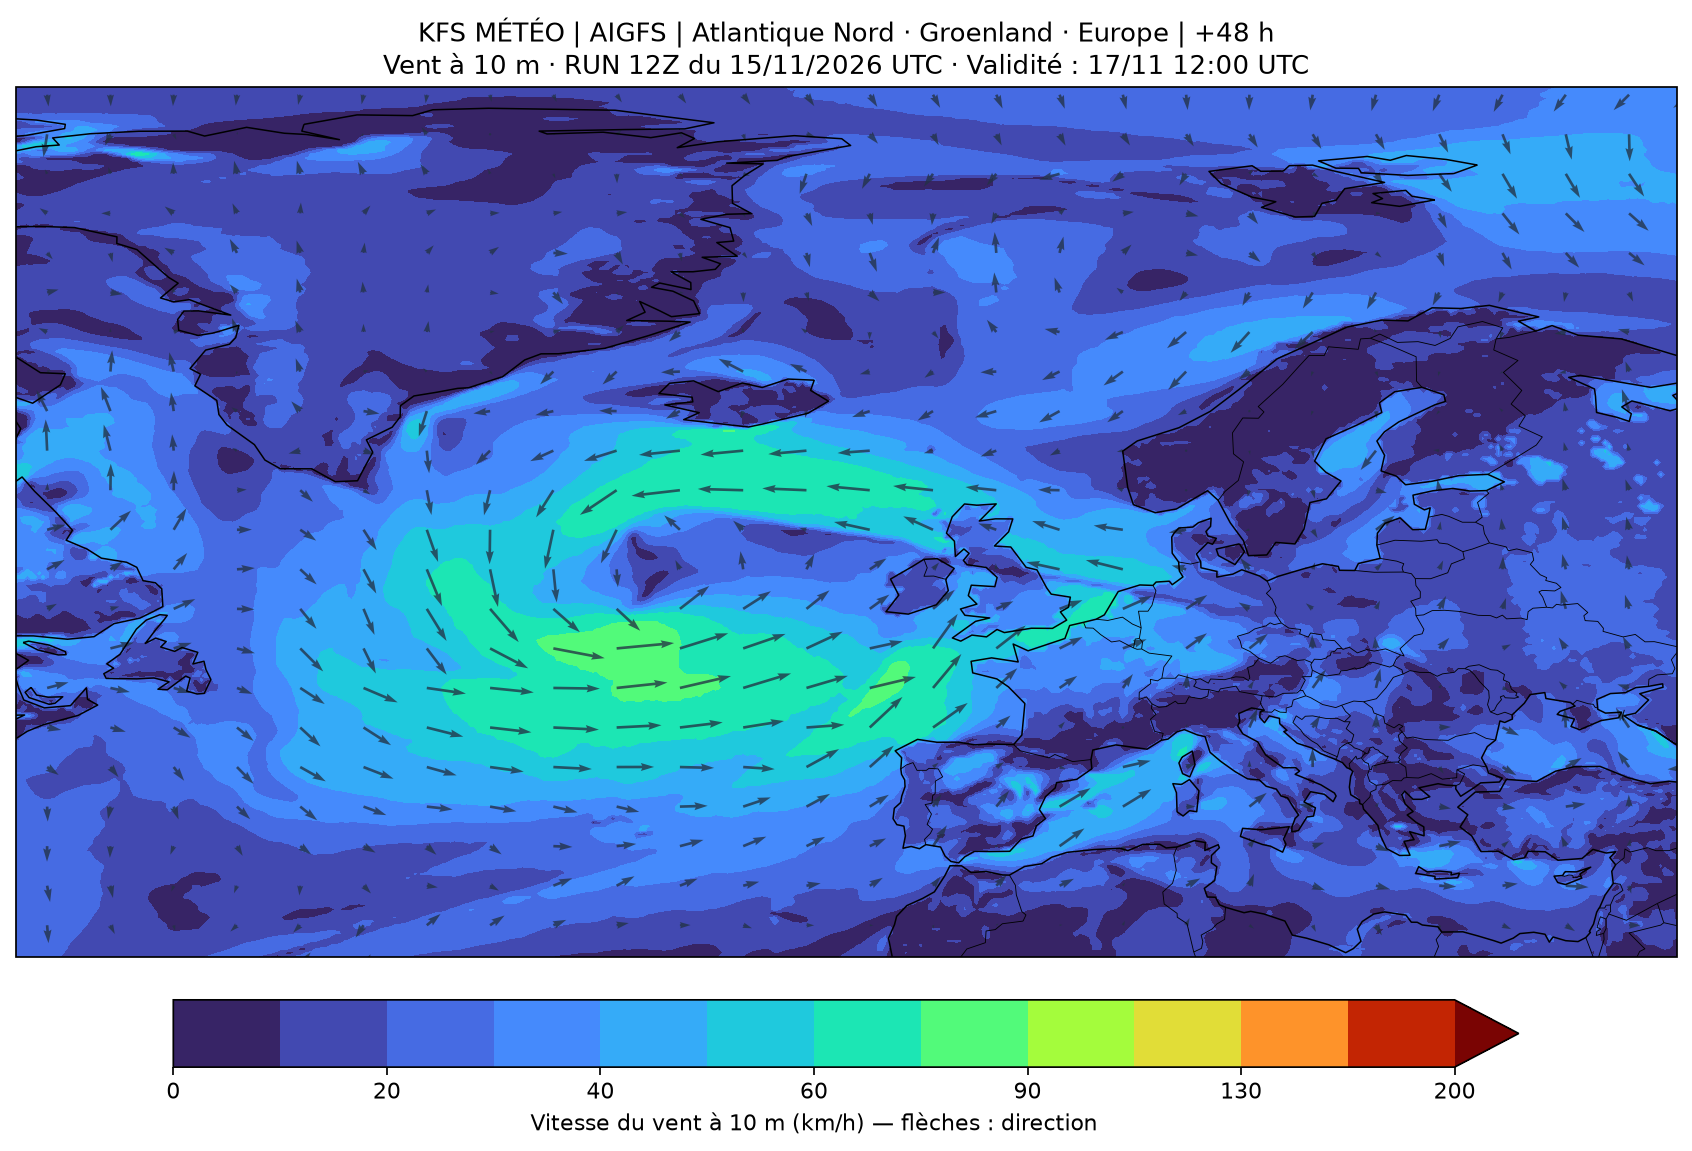 KFS MÉTÉO | AIGFS | Atlantique Nord · Groenland · Europe | +48 h
Vent à 10 m · RUN 12Z du 15/11/2026 UTC · Validité : 17/11 12:00 UTC
0 20 40 60 90 130 200
Vitesse du vent à 10 m (km/h) — flèches : direction